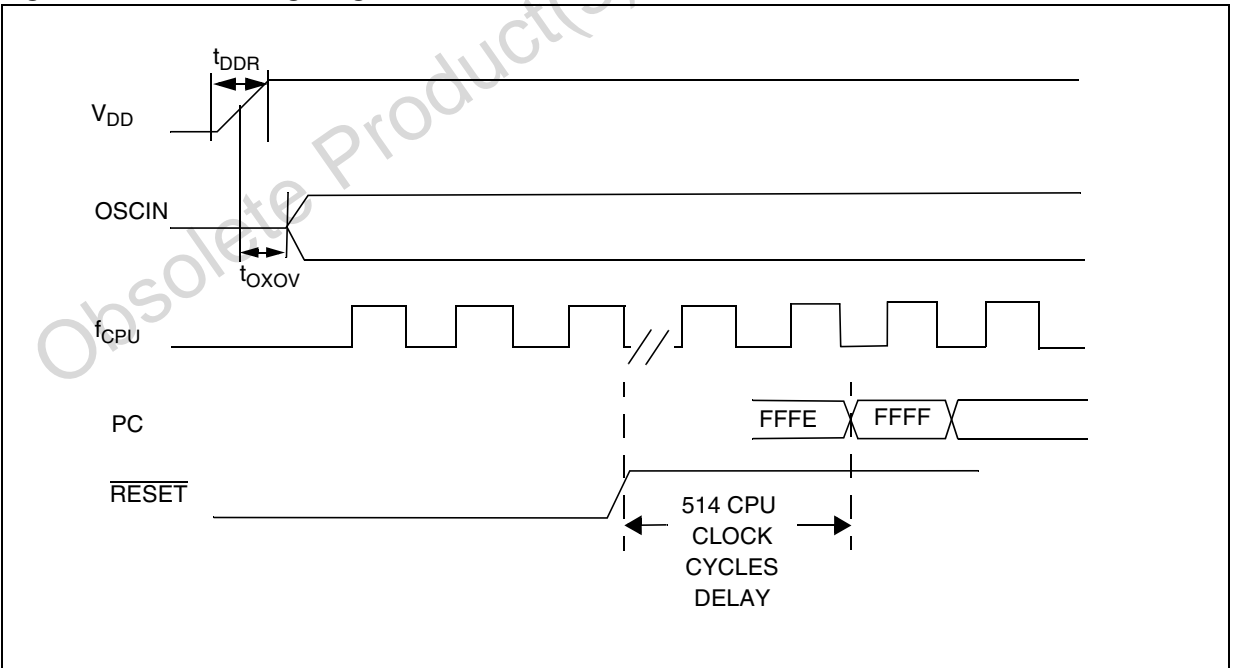 Obsolete Product(s)
tDDR
VDD
OSCIN
tOXOV
fCPU
PC
FFFE
FFFF
RESET
514 CPU
CLOCK
CYCLES
DELAY